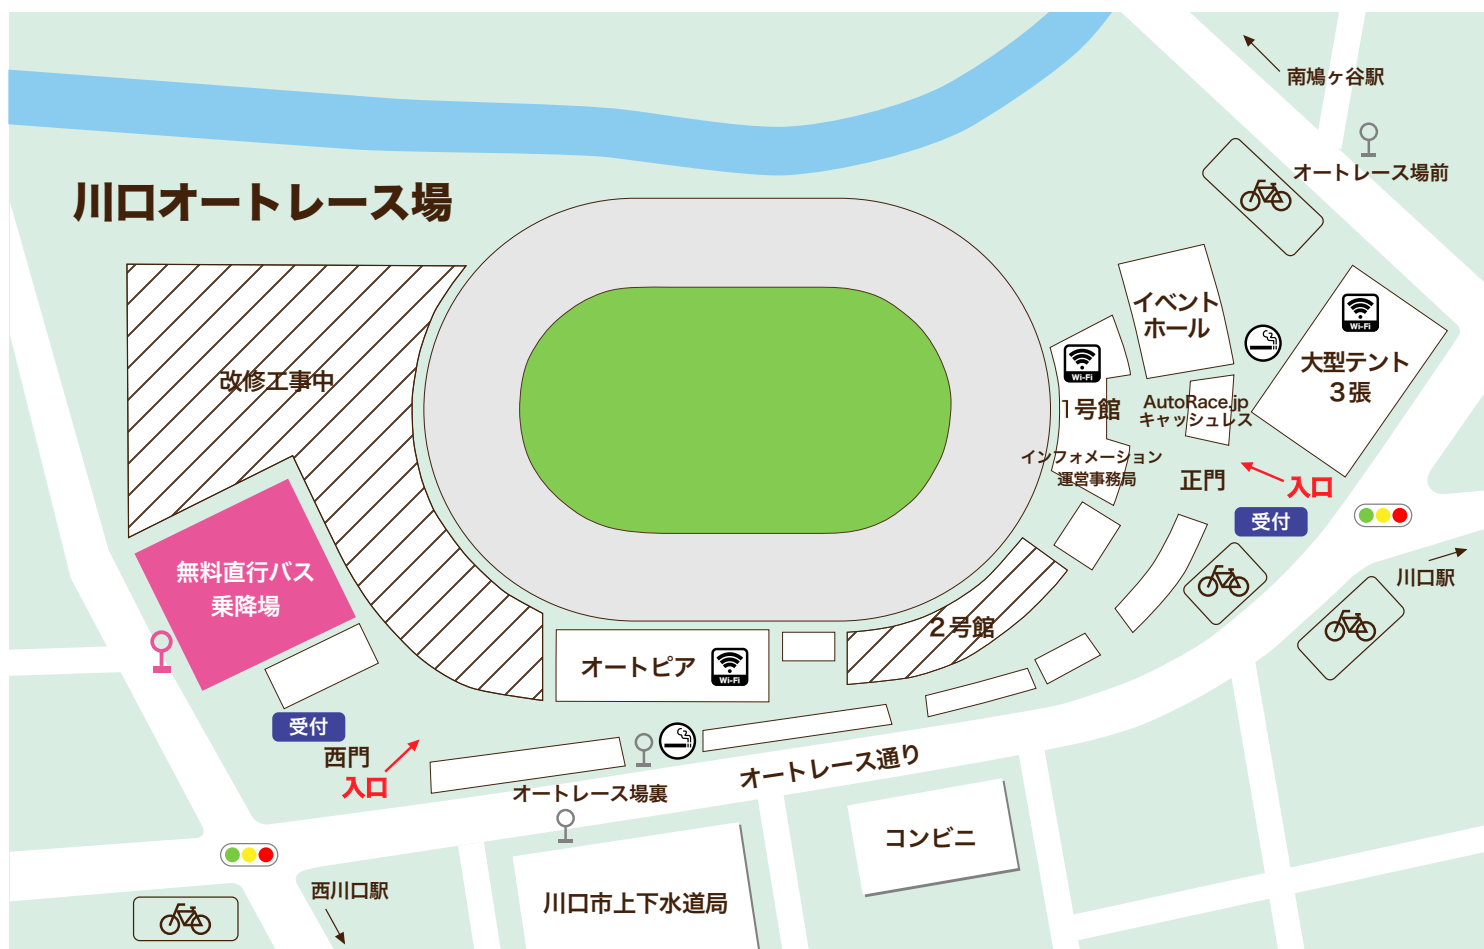 南鳩ヶ谷駅
オートレース場前
川口オートレース場
イベント
ホール
Wi-Fi
大型テント
3張
改修工事中
Wi-Fi
1号館
AutoRace.jp
キャッシュレス
インフォメーション
運営事務局
正門
入口
受付
無料直行バス
乗降場
川口駅
2号館
オートピア
Wi-Fi
受付
西門
入口
オートレース通り
オートレース場裏
コンビニ
西川口駅
川口市上下水道局